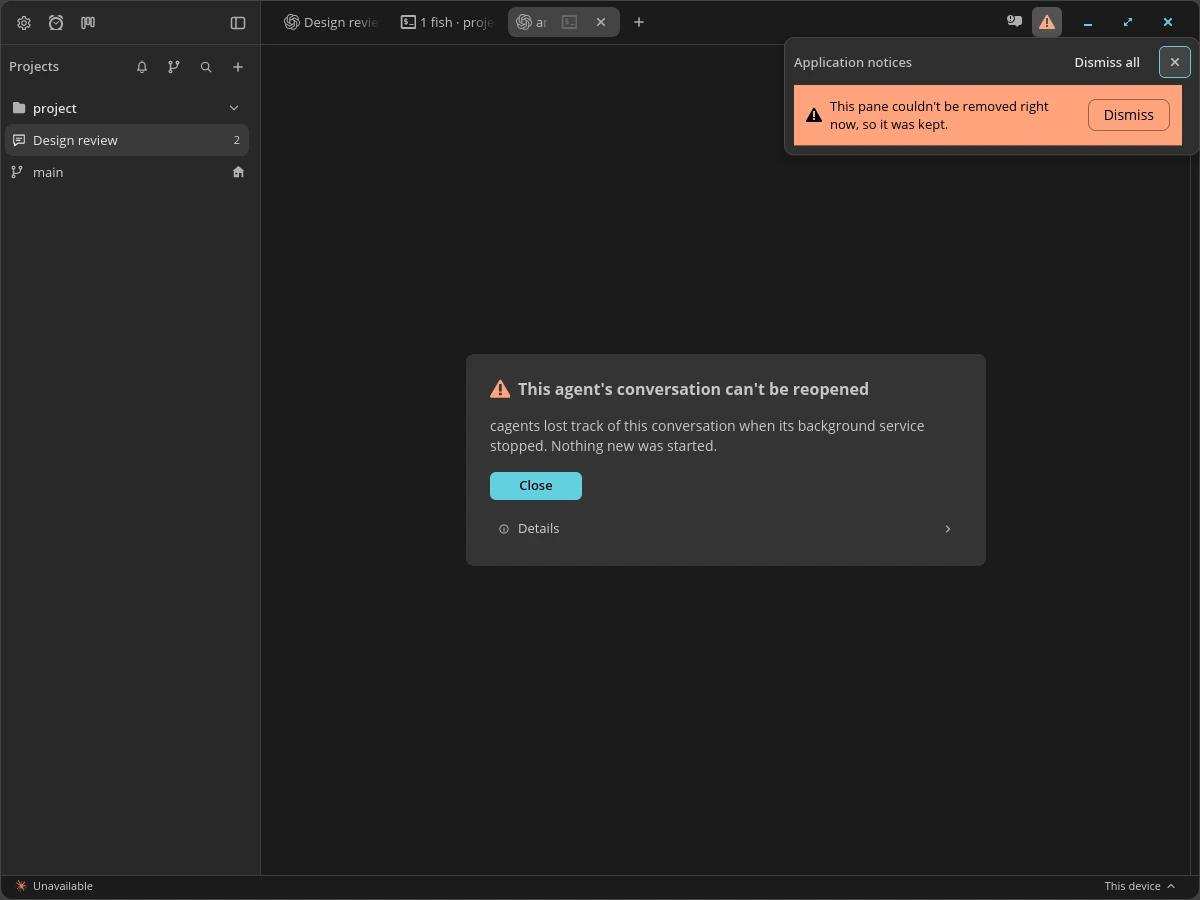 Design revie
1 fish · proje
ar
Projects
project
Design review
2
main
Application notices
Dismiss all
This pane couldn't be removed right
now, so it was kept.
Dismiss
This agent's conversation can't be reopened
cagents lost track of this conversation when its background service
stopped. Nothing new was started.
Close
Details
Unavailable
This device